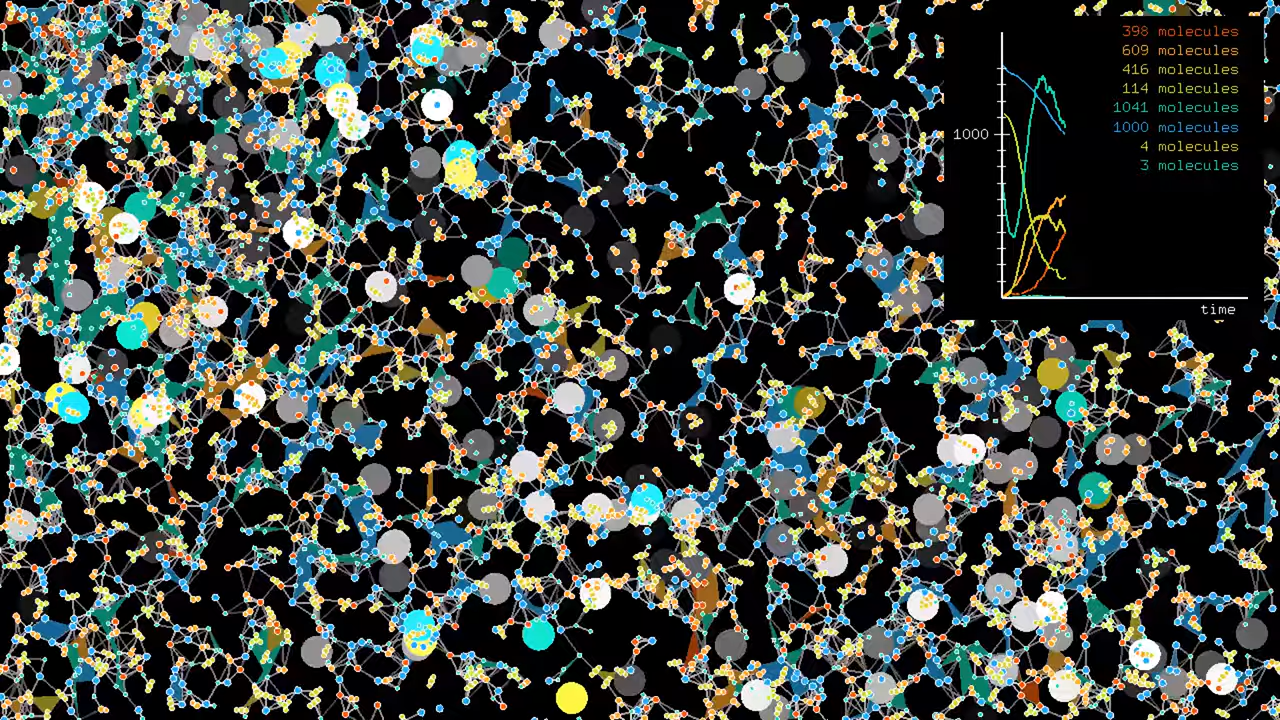 398 molecules
609 molecules
416 molecules
114 molecules
1041 molecules
1000 molecules
4 molecules
3 molecules
1000
time